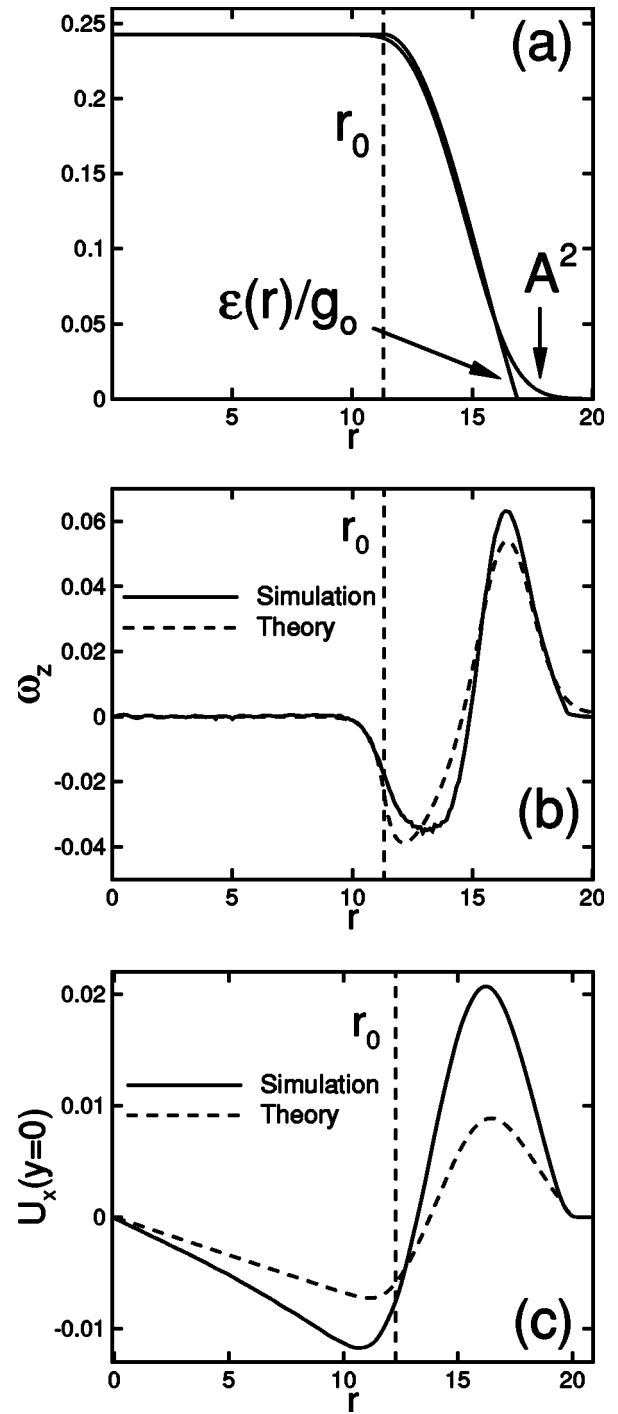 0.25
(a)
0.2
r₀
0.15
0.1
A²
ε(r)/g₀
0.05
0
5 10 15 20
r
0.06
r₀
0.04
Simulation
Theory
0.02
ω_z
0
-0.02
(b)
-0.04
0 5 10 15 20
r
0.02
r₀
Simulation
0.01
Theory
U_x(y=0)
0
-0.01
(c)
0 5 10 15 20
r